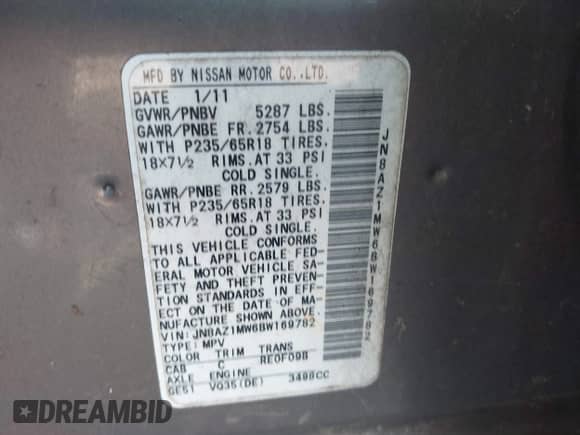 MFD BY NISSAN MOTOR CO.,LTD.
DATE 1/11
GVWR/PNBV 5287 LBS.
GAWR/PNBE FR. 2754 LBS.
WITH P235/65R18 TIRES.
18X7½ RIMS.AT 33 PSI
COLD SINGLE.
GAWR/PNBE RR. 2579 LBS.
WITH P235/65R18 TIRES.
18X7½ RIMS.AT 33 PSI
COLD SINGLE.
THIS VEHICLE CONFORMS
TO ALL APPLICABLE FED-
ERAL MOTOR VEHICLE SA-
FETY AND THEFT PREVEN-
TION STANDARDS IN EFF-
ECT ON THE DATE OF MA-
NUFACTURE SHOWN ABOVE.
VIN:JN8AZ1MW6BW169782
TYPE:MPV
COLOR TRIM TRANS
CAB C RE0F09B
AXLE ENGINE
GE51 VQ35(DE) 3498CC
JN8AZ1MW6BW169782
DREAMBID